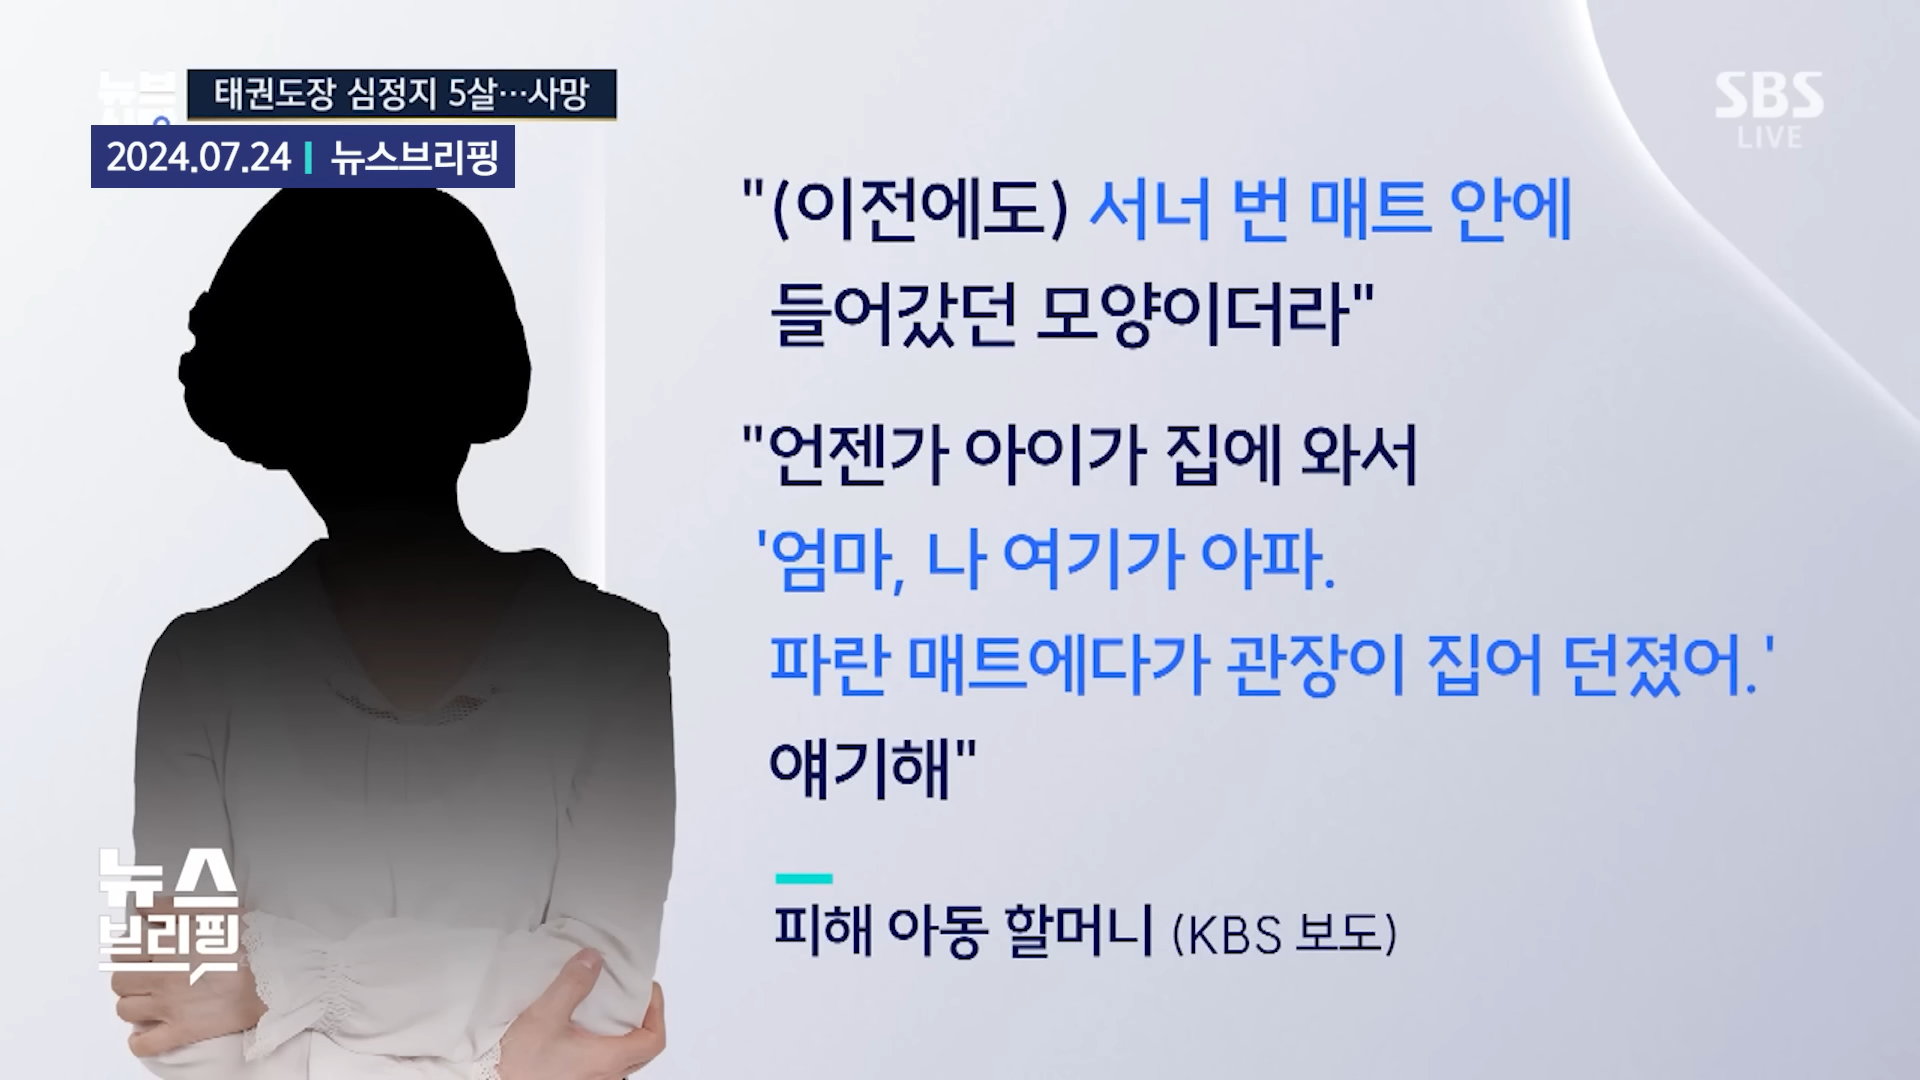 태권도장 심정지 5살…사망
SBS
LIVE
2024.07.24 | 뉴스브리핑
"(이전에도) 서너 번 매트 안에
들어갔던 모양이더라"
"언젠가 아이가 집에 와서
'엄마, 나 여기가 아파.
파란 매트에다가 관장이 집어 던졌어.'
얘기해"
피해 아동 할머니 (KBS 보도)
뉴스
브리핑